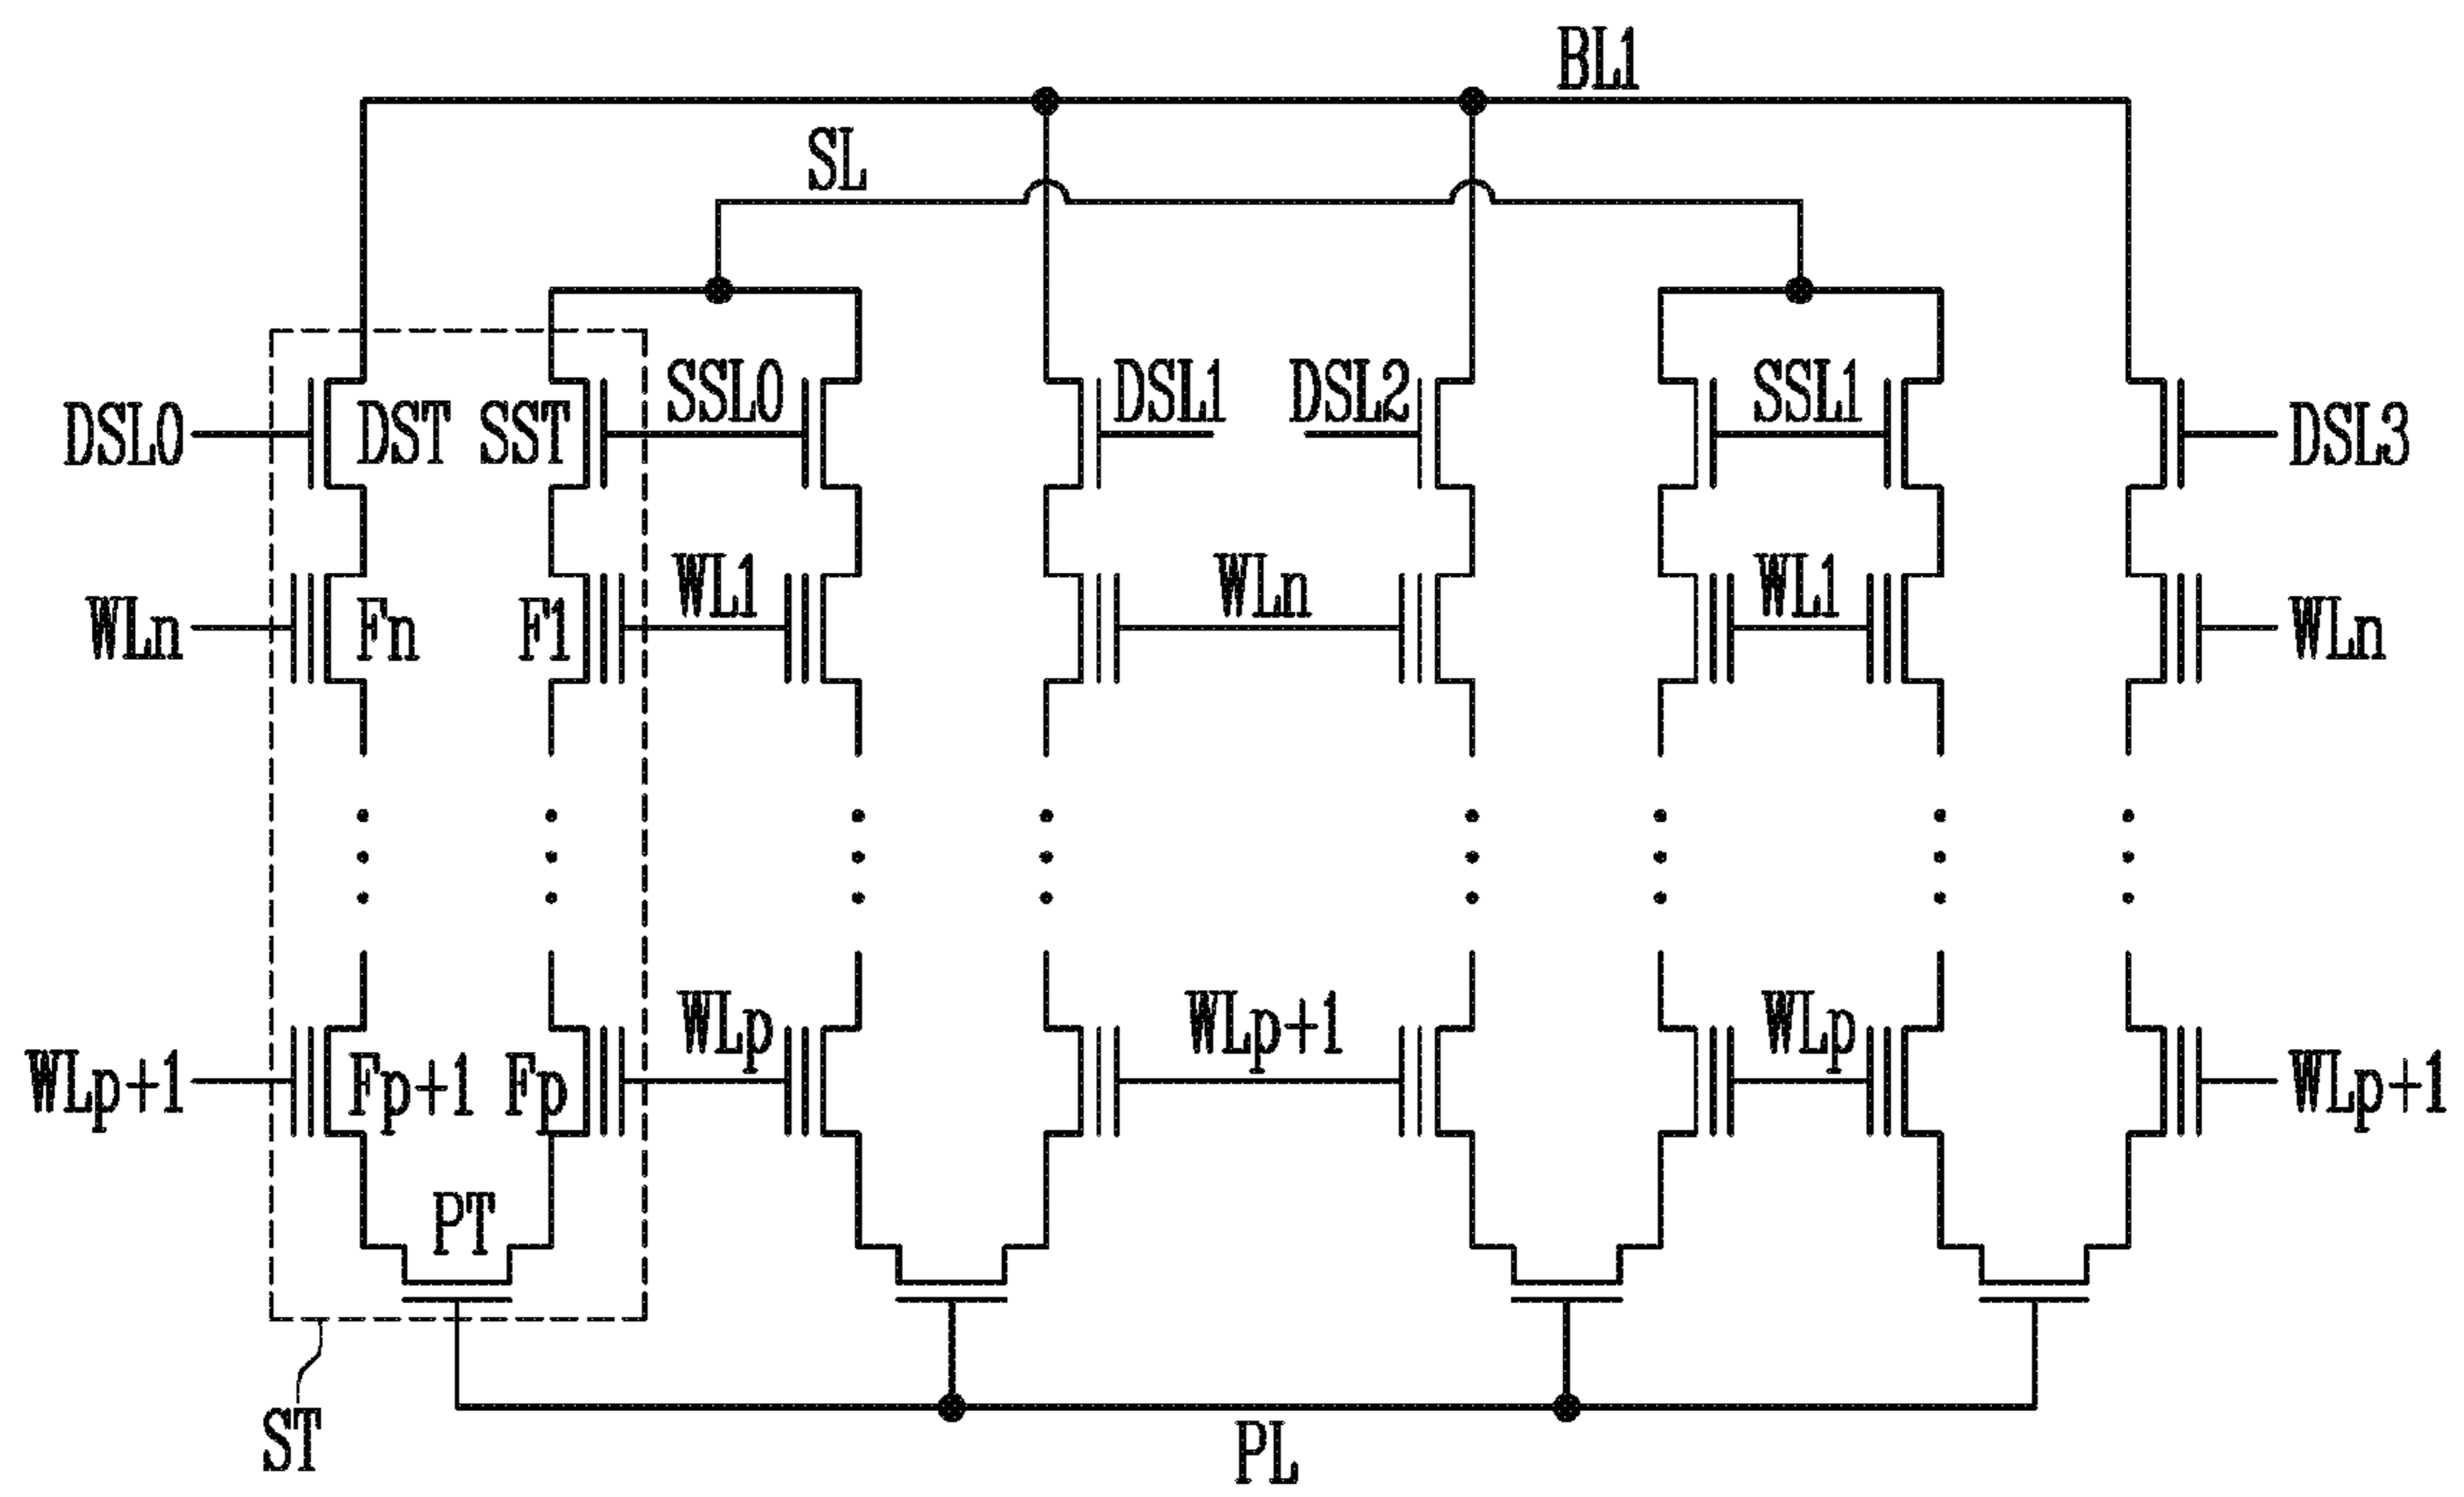 BL1
SL
DSL0 DST SST SSL0 DSL1 DSL2 SSL1 DSL3
WLn Fn F1 WL1 WLn WL1 WLn
WLp+1 Fp+1 Fp WLp WLp+1 WLp WLp+1
PT
ST
PL